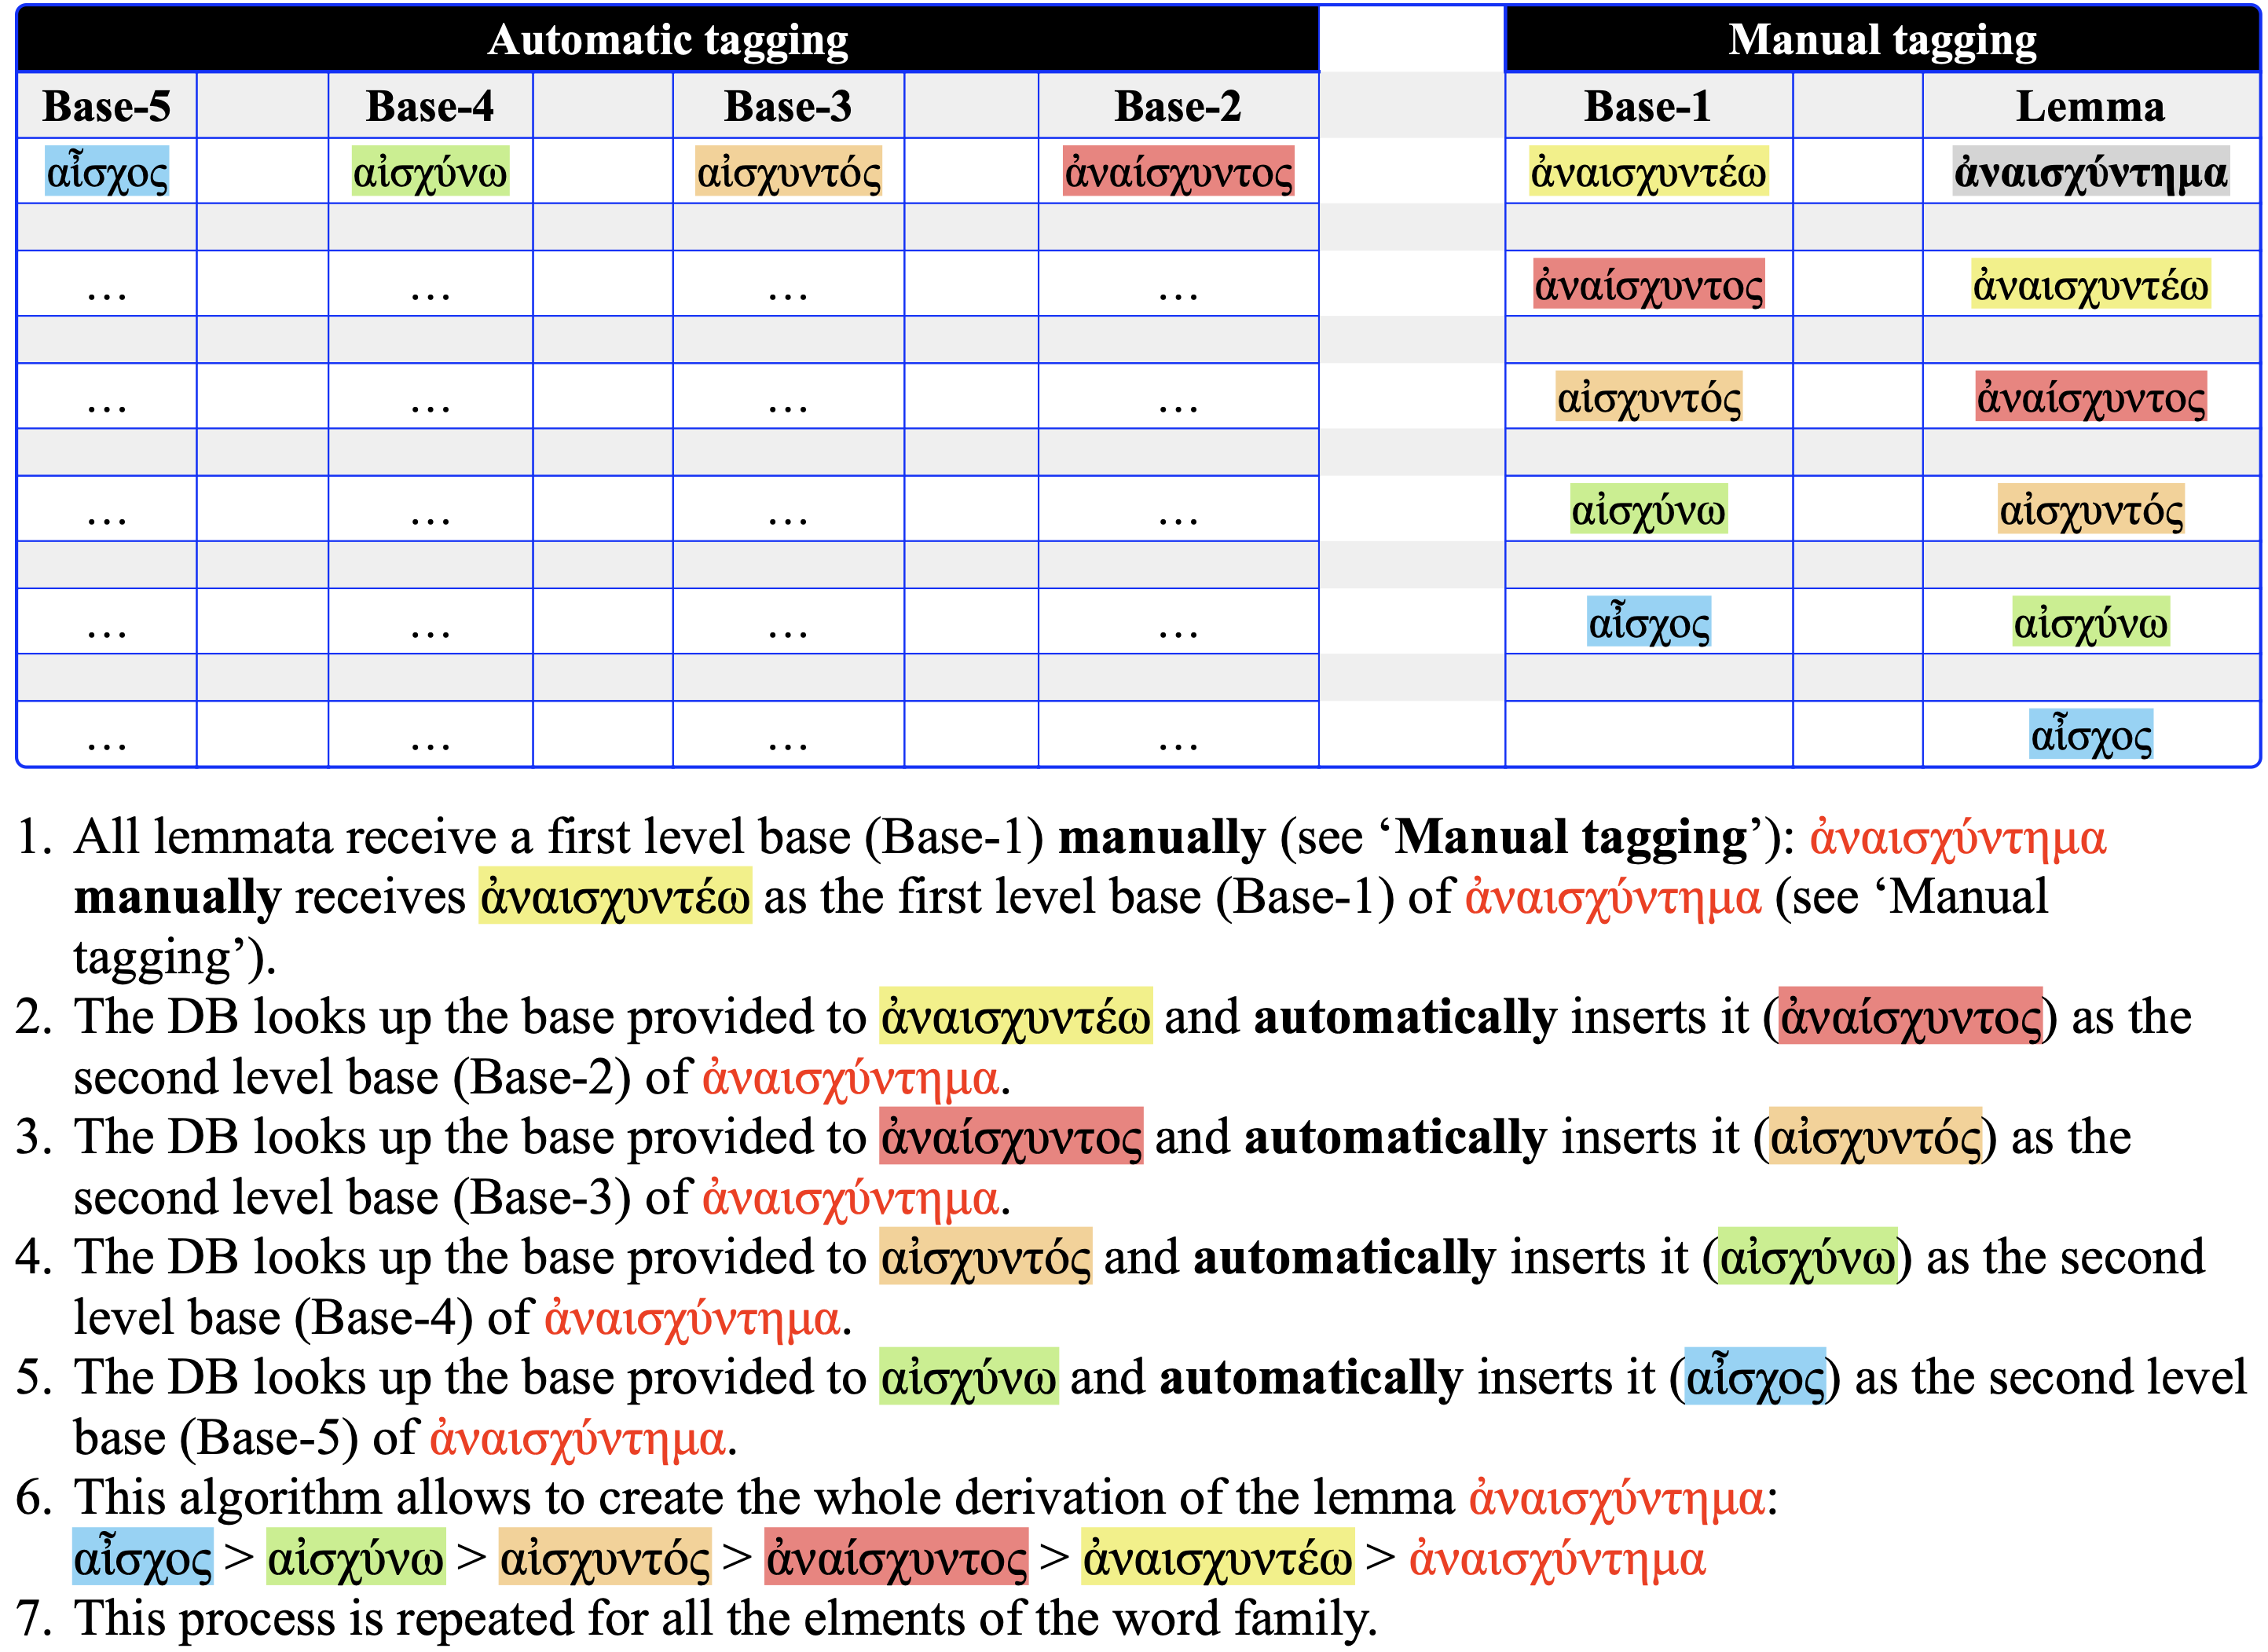 Automatic tagging Manual tagging
Base-5 Base-4 Base-3 Base-2 Base-1 Lemma
αἶσχος αἰσχύνω αἰσχυντός ἀναίσχυντος ἀναισχυντέω ἀναισχύντημα
… … … … ἀναίσχυντος ἀναισχυντέω
… … … … αἰσχυντός ἀναίσχυντος
… … … … αἰσχύνω αἰσχυντός
… … … … αἶσχος αἰσχύνω
… … … … αἶσχος
1. All lemmata receive a first level base (Base-1) manually (see ‘Manual tagging’): ἀναισχύντημα
manually receives ἀναισχυντέω as the first level base (Base-1) of ἀναισχύντημα (see ‘Manual
tagging’).
2. The DB looks up the base provided to ἀναισχυντέω and automatically inserts it (ἀναίσχυντος) as the
second level base (Base-2) of ἀναισχύντημα.
3. The DB looks up the base provided to ἀναίσχυντος and automatically inserts it (αἰσχυντός) as the
second level base (Base-3) of ἀναισχύντημα.
4. The DB looks up the base provided to αἰσχυντός and automatically inserts it (αἰσχύνω) as the second
level base (Base-4) of ἀναισχύντημα.
5. The DB looks up the base provided to αἰσχύνω and automatically inserts it (αἶσχος) as the second level
base (Base-5) of ἀναισχύντημα.
6. This algorithm allows to create the whole derivation of the lemma ἀναισχύντημα:
αἶσχος > αἰσχύνω > αἰσχυντός > ἀναίσχυντος > ἀναισχυντέω > ἀναισχύντημα
7. This process is repeated for all the elments of the word family.